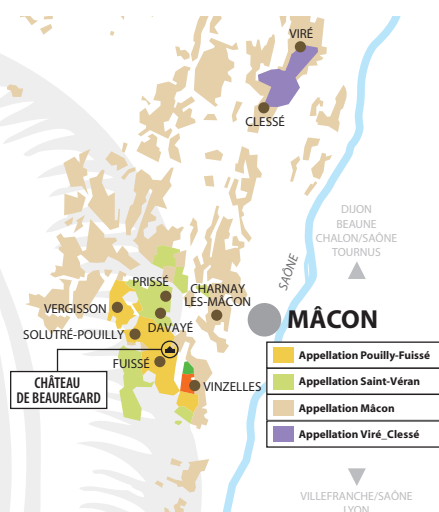 VIRÉ
CLESSÉ
DIJON
BEAUNE
CHALON/SAÔNE
TOURNUS
SAÔNE
PRISSÉ
CHARNAY
LES-MÂCON
VERGISSON
MÂCON
SOLUTRÉ-POUILLY
DAVAYÉ
FUISSÉ
CHÂTEAU
DE BEAUREGARD
VINZELLES
Appellation Pouilly-Fuissé
Appellation Saint-Véran
Appellation Mâcon
Appellation Viré_Clessé
VILLEFRANCHE/SAÔNE
LYON